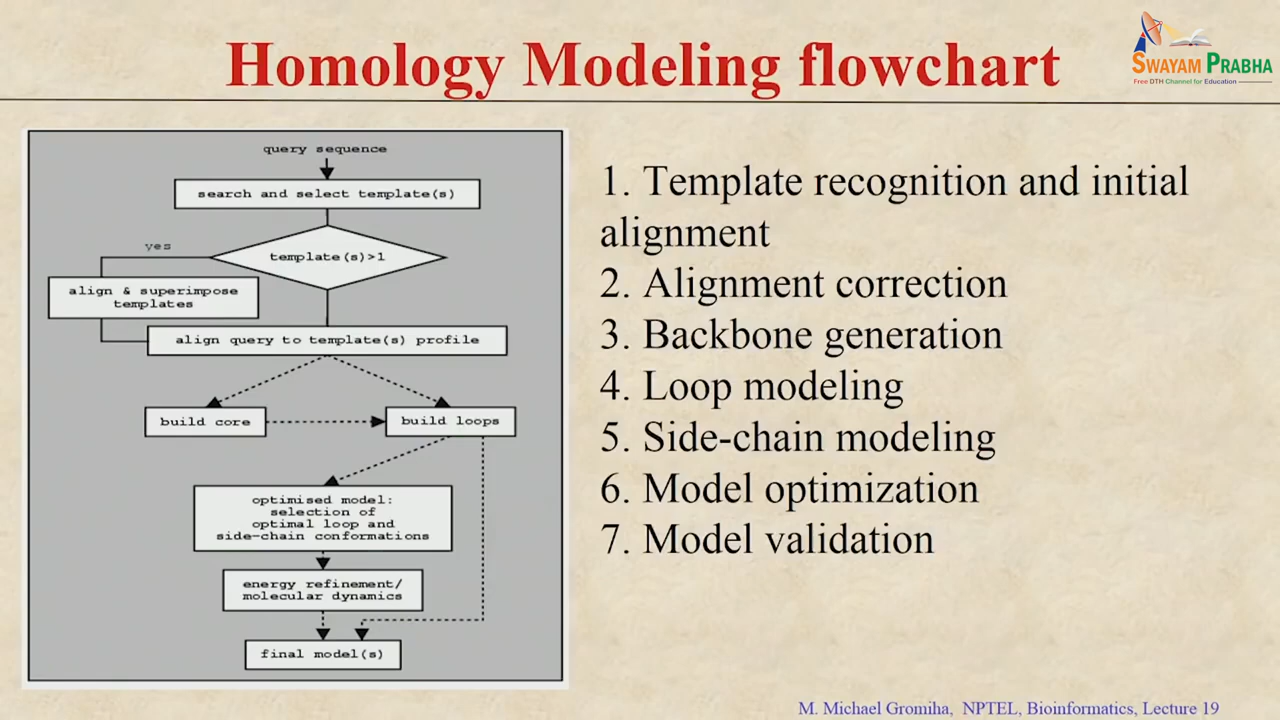 Homology Modeling flowchart
SWAYAM PRABHA
Free DTH Channel for Education
query sequence
search and select template(s)
yes
template(s)>1
align & superimpose
templates
align query to template(s) profile
build core
build loops
optimised model:
selection of
optimal loop and
side-chain conformations
energy refinement/
molecular dynamics
final model(s)
1. Template recognition and initial
alignment
2. Alignment correction
3. Backbone generation
4. Loop modeling
5. Side-chain modeling
6. Model optimization
7. Model validation
M. Michael Gromiha, NPTEL, Bioinformatics, Lecture 19